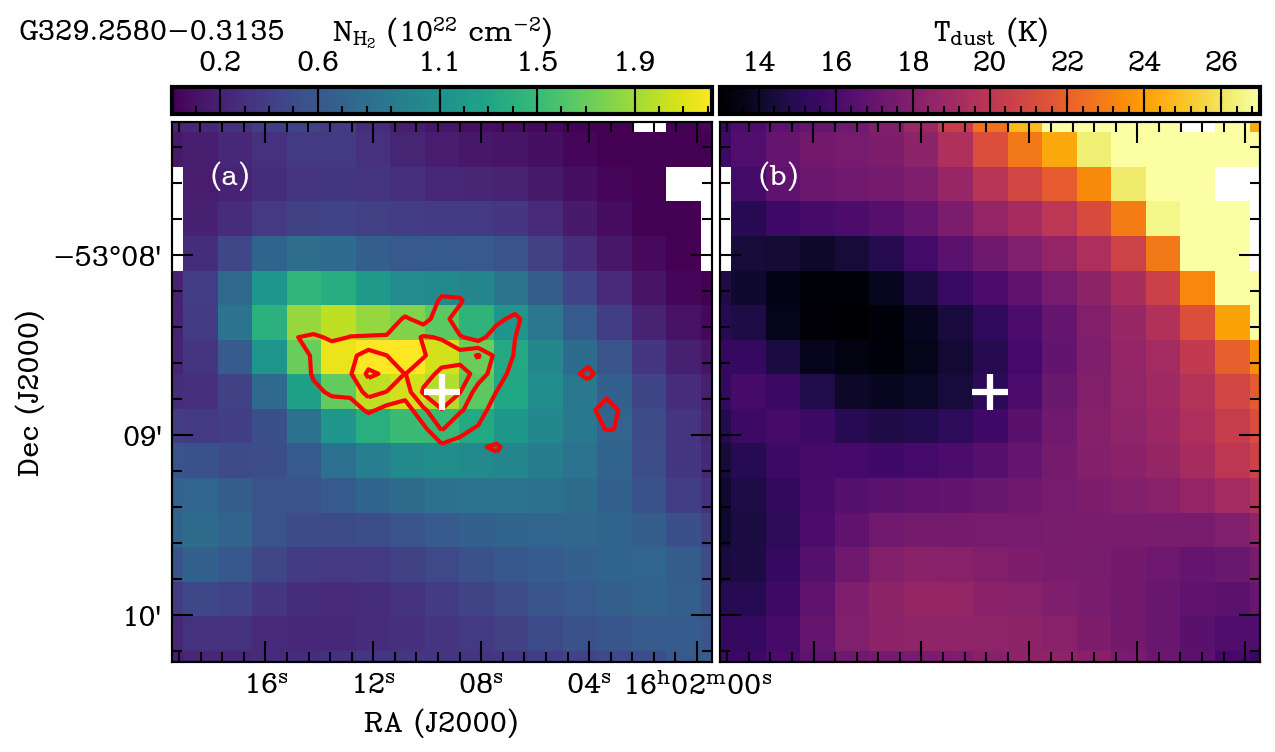 G329.2580−0.3135 N_H₂ (10²² cm⁻²) T_dust (K)
0.2 0.6 1.1 1.5 1.9 14 16 18 20 22 24 26
(a) (b)
−53°08'
09'
10'
Dec (J2000)
16ˢ 12ˢ 08ˢ 04ˢ 16ʰ02ᵐ00ˢ
RA (J2000)